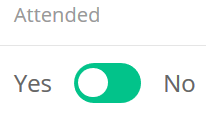 Attended
Yes No